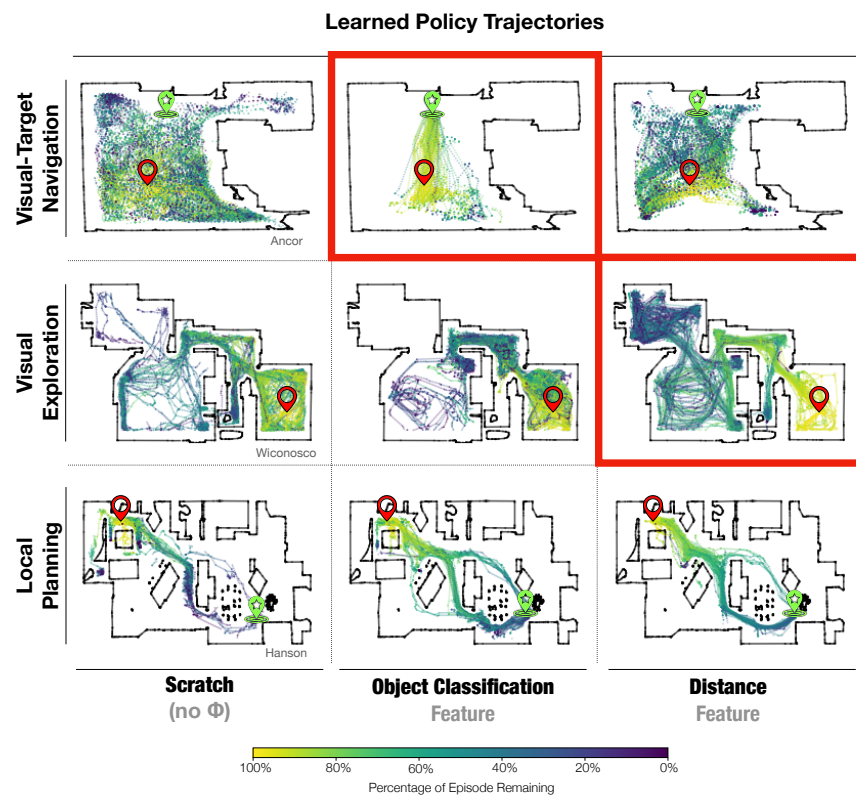 Learned Policy Trajectories
Visual-Target
Navigation
Ancor
Visual
Exploration
Wiconosco
Local
Planning
Hanson
Scratch
(no Φ)
Object Classification
Feature
Distance
Feature
100%
80%
60%
40%
20%
0%
Percentage of Episode Remaining